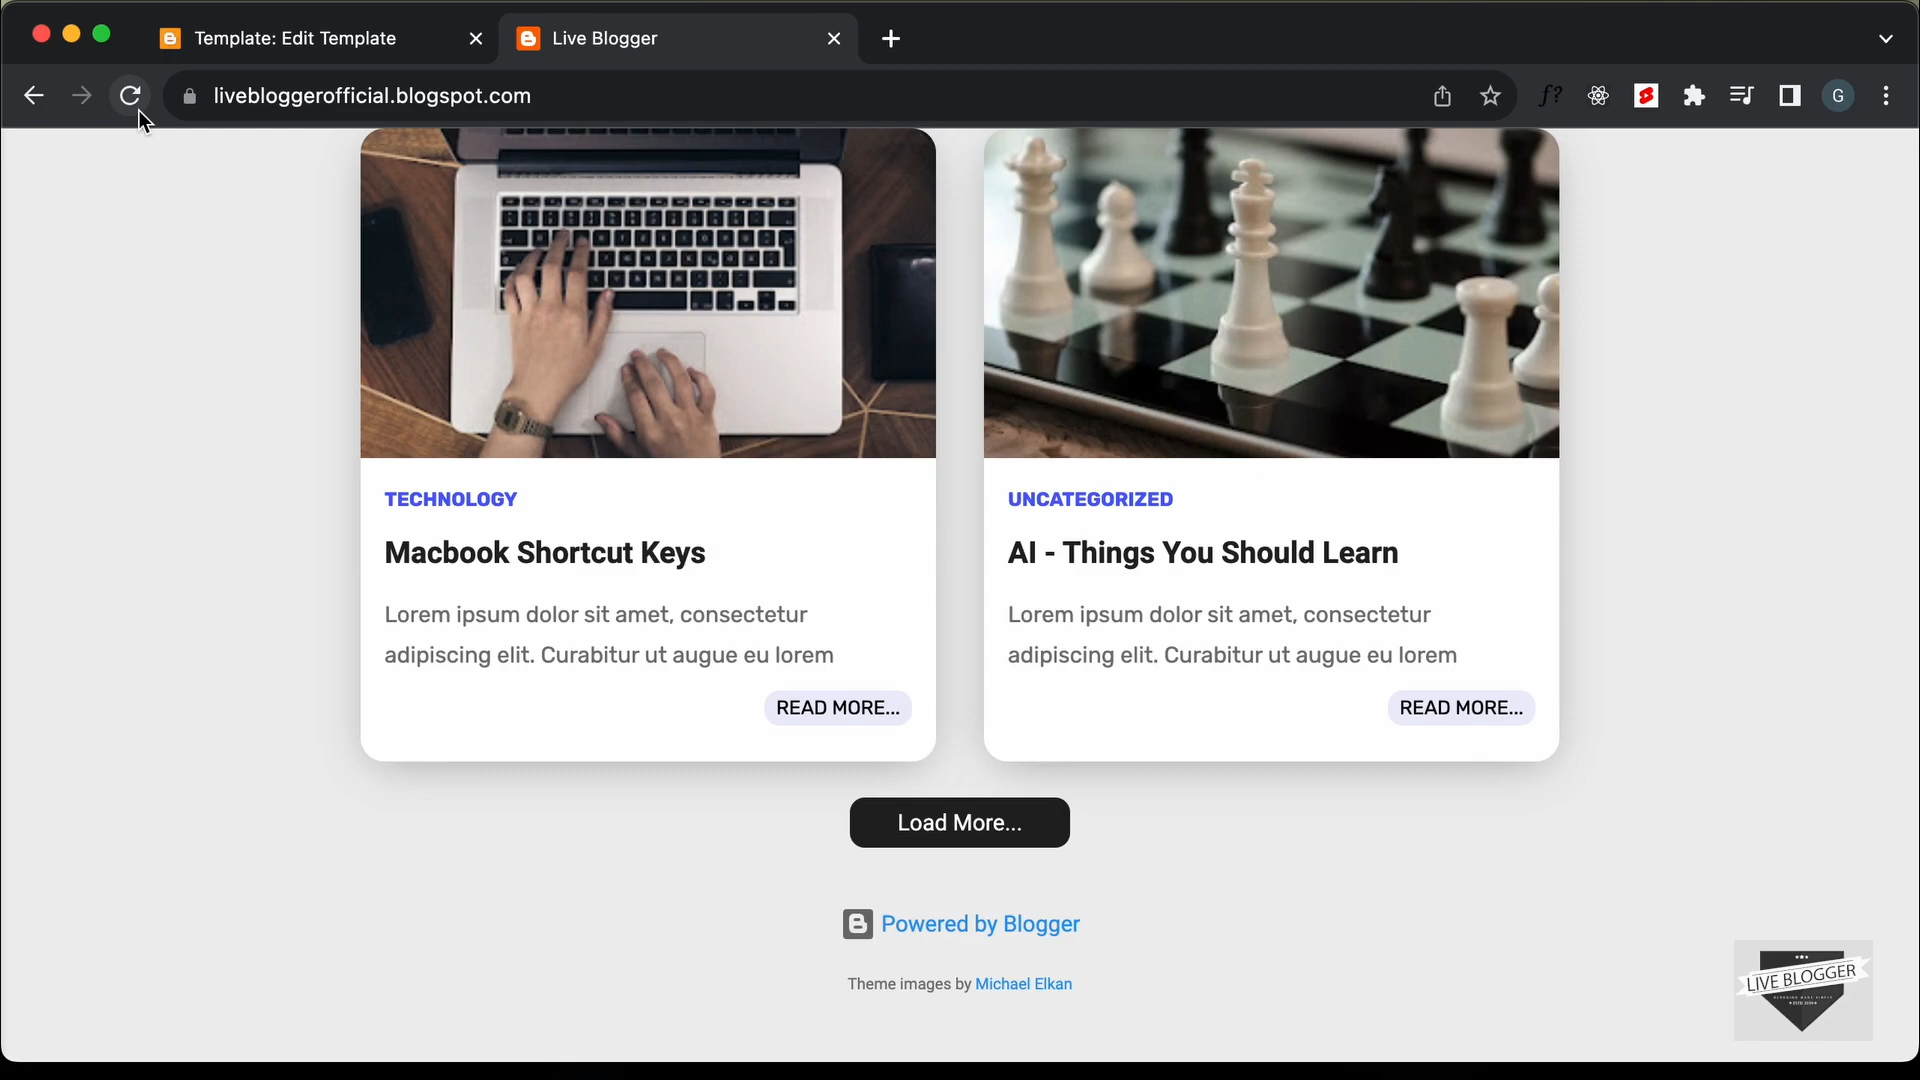 Template: Edit Template
Live Blogger
livebloggerofficial.blogspot.com
f?
G
TECHNOLOGY
Macbook Shortcut Keys
Lorem ipsum dolor sit amet, consectetur
adipiscing elit. Curabitur ut augue eu lorem
READ MORE...
UNCATEGORIZED
AI - Things You Should Learn
Lorem ipsum dolor sit amet, consectetur
adipiscing elit. Curabitur ut augue eu lorem
READ MORE...
Load More...
Powered by Blogger
Theme images by Michael Elkan
LIVE BLOGGER
BLOGGING MADE SIMPLE